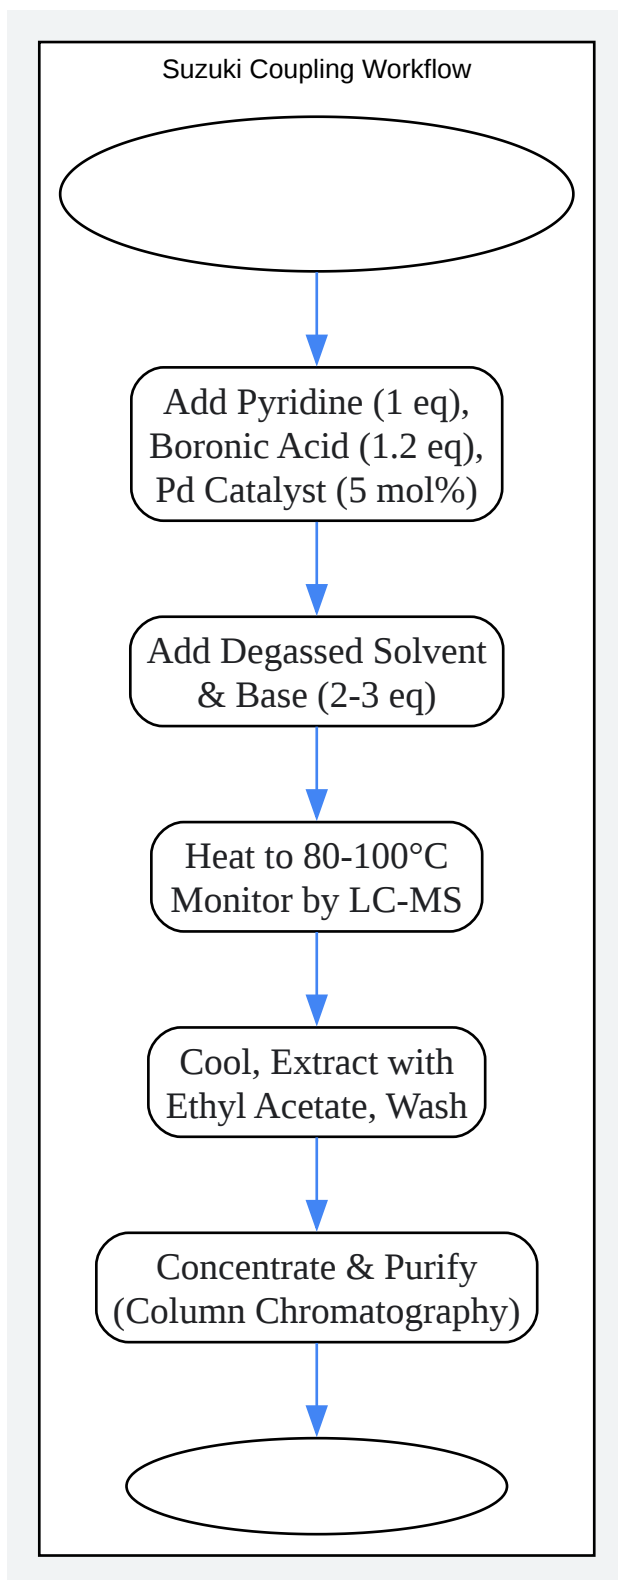 Suzuki Coupling Workflow
Add Pyridine (1 eq),
Boronic Acid (1.2 eq),
Pd Catalyst (5 mol%)
Add Degassed Solvent
& Base (2-3 eq)
Heat to 80-100°C
Monitor by LC-MS
Cool, Extract with
Ethyl Acetate, Wash
Concentrate & Purify
(Column Chromatography)